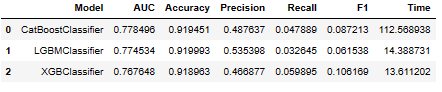 Model AUC Accuracy Precision Recall F1 Time
0 CatBoostClassifier 0.778496 0.919451 0.487637 0.047889 0.087213 112.568938
1 LGBMClassifier 0.774534 0.919993 0.535398 0.032645 0.061538 14.388731
2 XGBClassifier 0.767648 0.918963 0.466877 0.059895 0.106169 13.611202